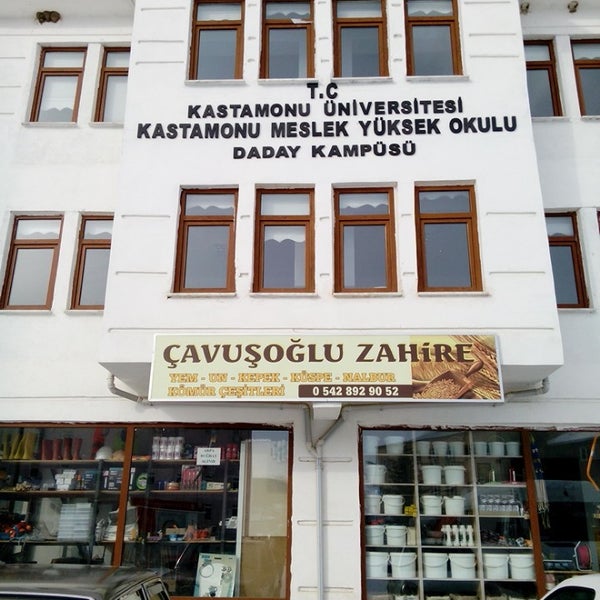 T.C
KASTAMONU ÜNİVERSİTESİ
KASTAMONU MESLEK YÜKSEK OKULU
DADAY KAMPÜSÜ
ÇAVUŞOĞLU ZAHİRE
YEM - UN - KEPEK - KÜSPE - NALBUR
KÖMÜR ÇEŞİTLERİ 0 542 892 90 52